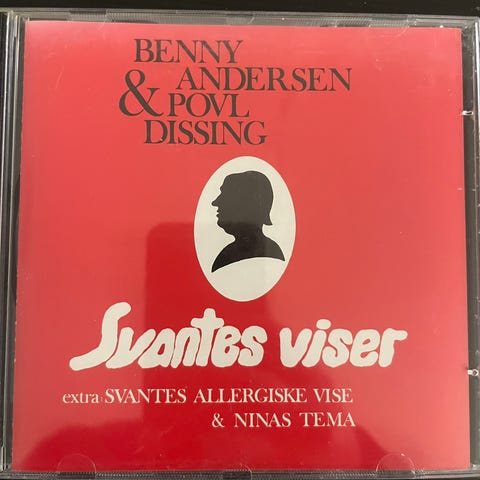 BENNY
ANDERSEN
& POVL
DISSING
Svantes viser
extra: SVANTES ALLERGISKE VISE
& NINAS TEMA